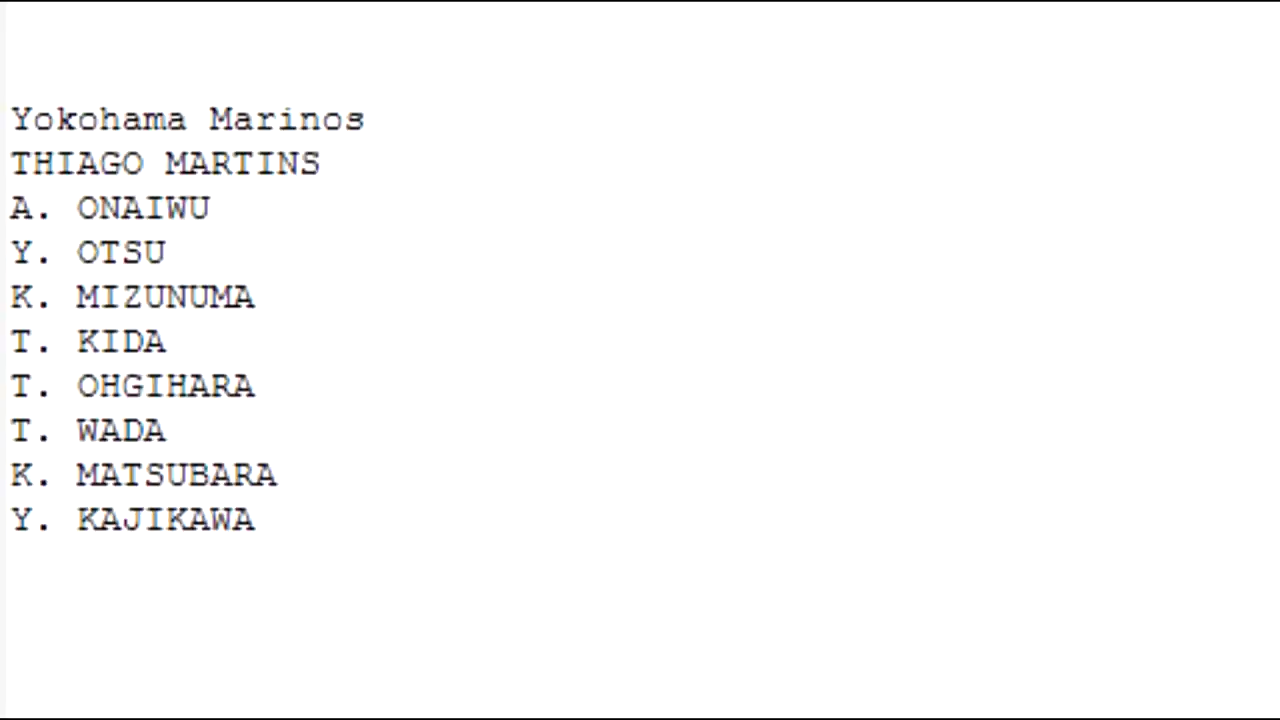 Yokohama Marinos
THIAGO MARTINS
A. ONAIWU
Y. OTSU
K. MIZUNUMA
T. KIDA
T. OHGIHARA
T. WADA
K. MATSUBARA
Y. KAJIKAWA